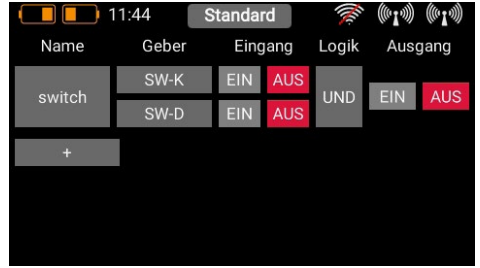 11:44 Standard
Name Geber Eingang Logik Ausgang
switch SW-K EIN AUS UND EIN AUS
SW-D EIN AUS
+